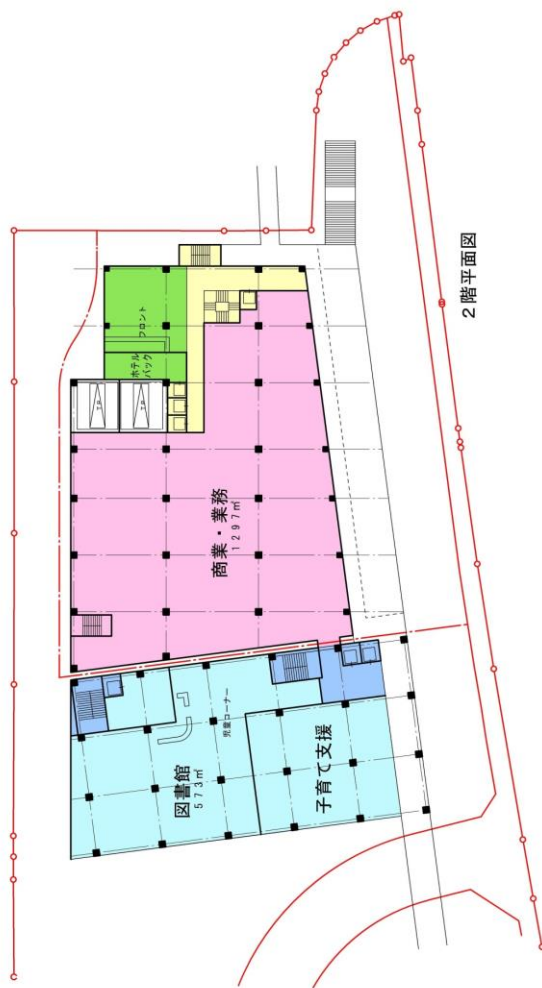 2階平面図
フロント
ホテル
バック
商業・業務
1297㎡
図書館
573㎡
児童コーナー
子育て支援